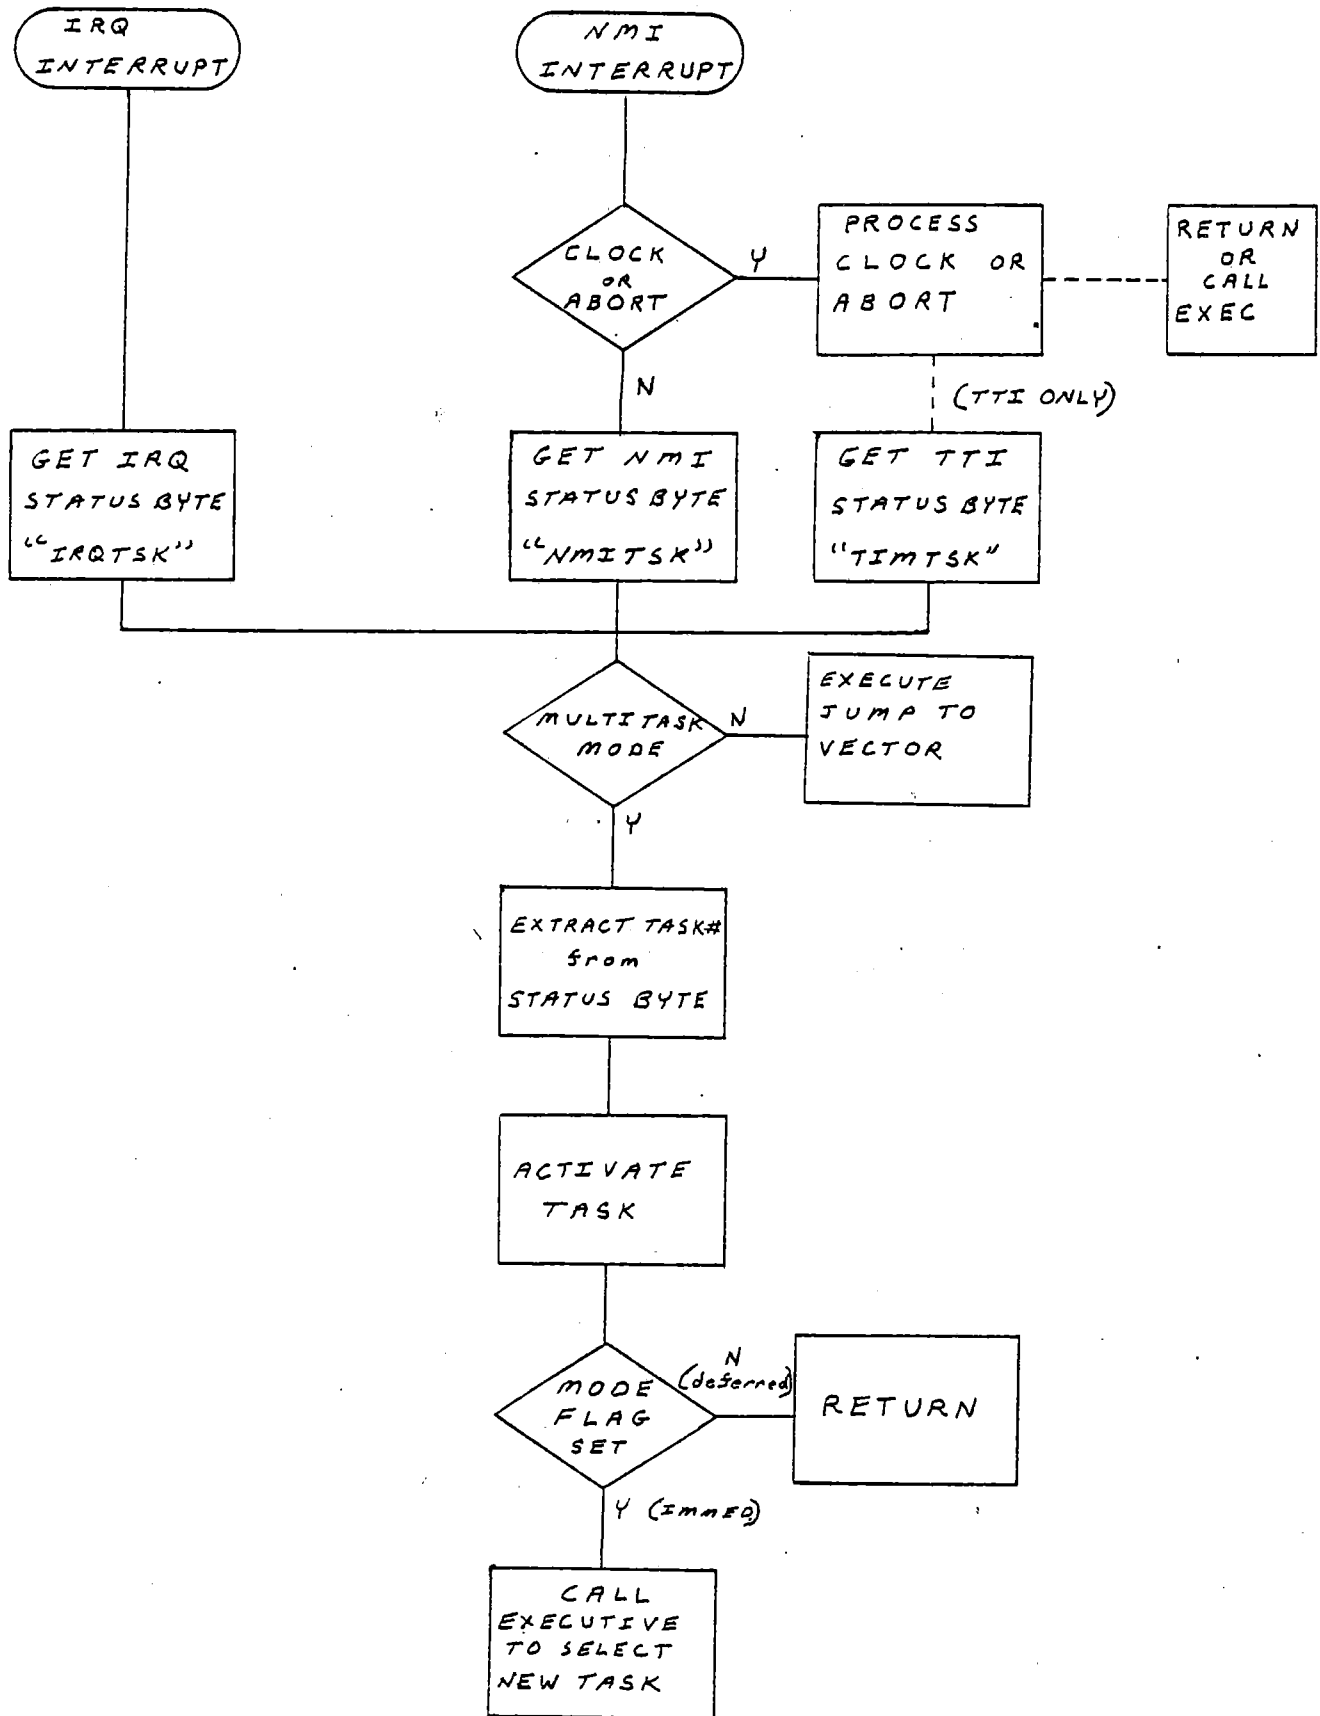 IRQ
INTERRUPT
NMI
INTERRUPT
CLOCK
OR
ABORT
Y
PROCESS
CLOCK OR
ABORT
RETURN
OR
CALL
EXEC
N
(TTI ONLY)
GET IRQ
STATUS BYTE
"IRQTSK"
GET NMI
STATUS BYTE
"NMITSK"
GET TTI
STATUS BYTE
"TIMTSK"
MULTITASK
MODE
N
EXECUTE
JUMP TO
VECTOR
Y
EXTRACT TASK#
from
STATUS BYTE
ACTIVATE
TASK
MODE
FLAG
SET
N
(deferred)
RETURN
Y (IMMED)
CALL
EXECUTIVE
TO SELECT
NEW TASK